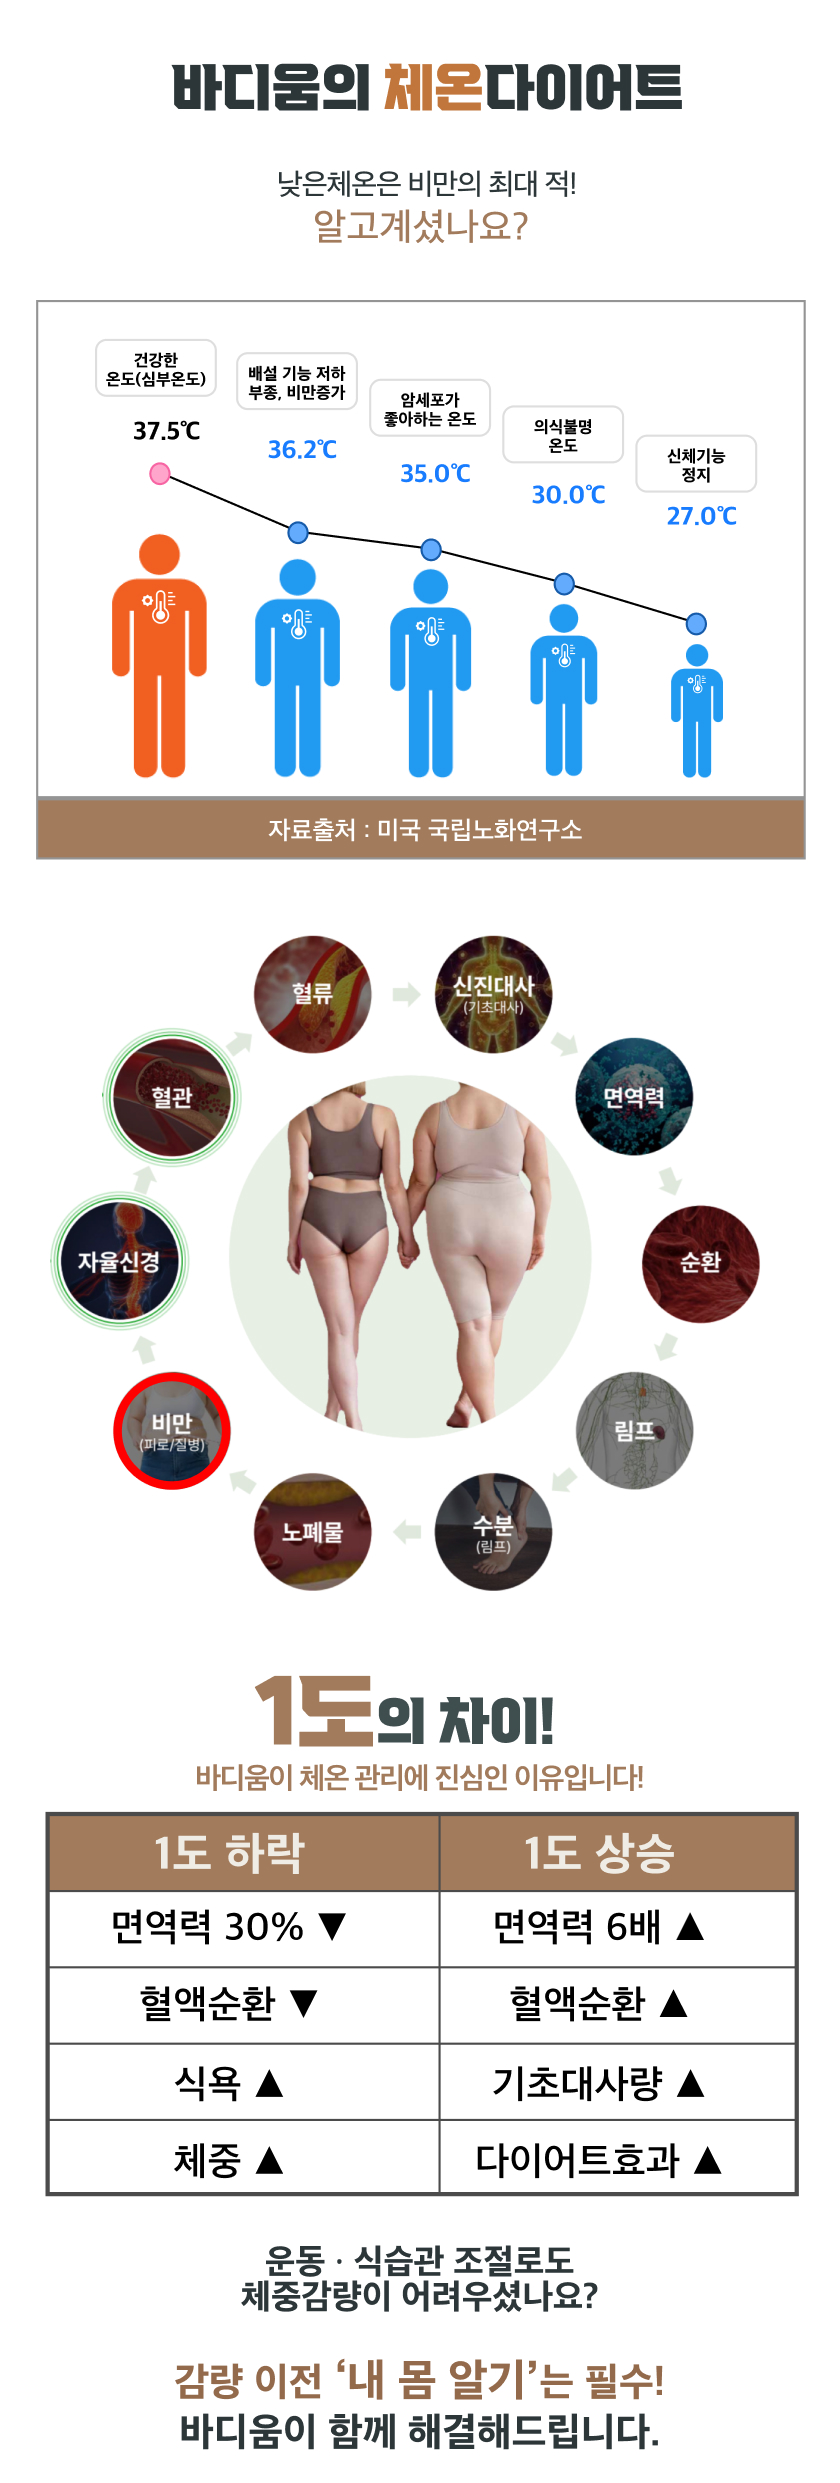 바디움의 체온다이어트
낮은체온은 비만의 최대 적!
알고계셨나요?
건강한
온도(심부온도)
37.5℃
배설 기능 저하
부종, 비만증가
36.2℃
암세포가
좋아하는 온도
35.0℃
의식불명
온도
30.0℃
신체기능
정지
27.0℃
자료출처 : 미국 국립노화연구소
혈류
신진대사
(기초대사)
면역력
순환
림프
수분
(림프)
노폐물
비만
(피로/질병)
자율신경
혈관
1도의 차이!
바디움이 체온 관리에 진심인 이유입니다!
1도 하락 1도 상승
면역력 30% ▼ 면역력 6배 ▲
혈액순환 ▼ 혈액순환 ▲
식욕 ▲ 기초대사량 ▲
체중 ▲ 다이어트효과 ▲
운동 · 식습관 조절로도
체중감량이 어려우셨나요?
감량 이전 ‘내 몸 알기’는 필수!
바디움이 함께 해결해드립니다.